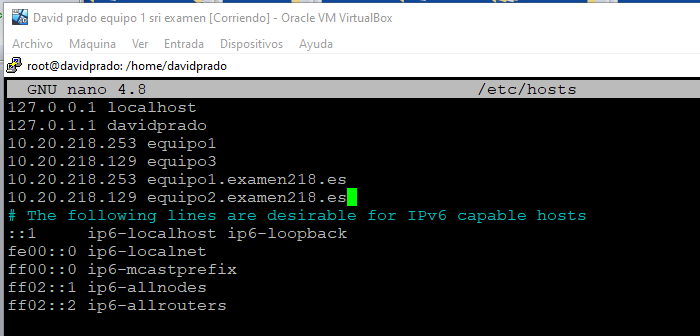 David prado equipo 1 sri examen [Corriendo] - Oracle VM VirtualBox
Archivo Máquina Ver Entrada Dispositivos Ayuda
root@davidprado: /home/davidprado
GNU nano 4.8 /etc/hosts
127.0.0.1 localhost
127.0.1.1 davidprado
10.20.218.253 equipo1
10.20.218.129 equipo3
10.20.218.253 equipo1.examen218.es
10.20.218.129 equipo2.examen218.es
# The following lines are desirable for IPv6 capable hosts
::1 ip6-localhost ip6-loopback
fe00::0 ip6-localnet
ff00::0 ip6-mcastprefix
ff02::1 ip6-allnodes
ff02::2 ip6-allrouters